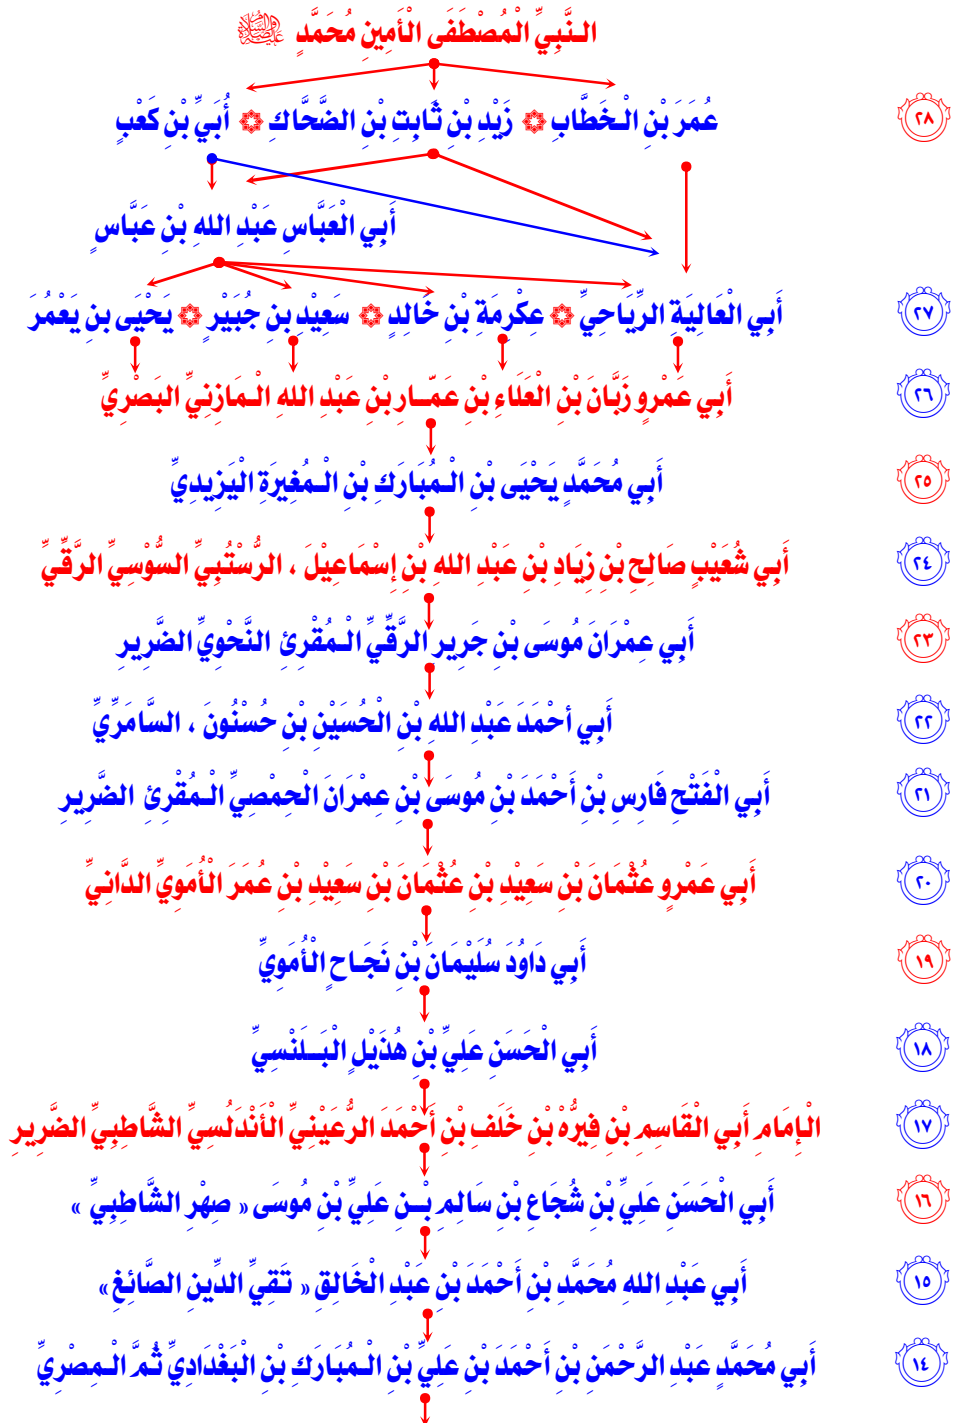 النَّبِيِّ الْمُصْطَفَى الْأَمِينِ مُحَمَّدٍ ﷺ
عُمَرَ بْنِ الْخَطَّابِ ۞ زَيْدِ بْنِ ثَابِتِ بْنِ الضَّحَّاكِ ۞ أُبَيِّ بْنِ كَعْبٍ ٢٨
أَبِي الْعَبَّاسِ عَبْدِ اللهِ بْنِ عَبَّاسٍ
أَبِي الْعَالِيَةِ الرِّيَاحِيِّ ۞ عِكْرِمَةِ بْنِ خَالِدٍ ۞ سَعِيْدِ بنِ جُبَيْرٍ ۞ يَحْيَى بنِ يَعْمُرَ ٢٧
أَبِي عَمْرٍو زَبَّانَ بْنِ الْعَلَاءِ بْنِ عَمَّارِ بْنِ عَبْدِ اللهِ الْمَازِنِيِّ البَصْرِيِّ ٢٦
أَبِي مُحَمَّدٍ يَحْيَى بْنِ الْمُبَارَكِ بْنِ الْمُغِيرَةِ الْيَزِيدِيِّ ٢٥
أَبِي شُعَيْبٍ صَالِحِ بْنِ زِيَادِ بْنِ عَبْدِ اللهِ بْنِ إِسْمَاعِيْلَ ، الرُّسْتُبِيِّ السُّوْسِيِّ الرَّقِّيِّ ٢٤
أَبِي عِمْرَانَ مُوسَى بْنِ جَرِيرٍ الرَّقِّيِّ الْمُقْرِئِ النَّحْوِيِّ الضَّرِيرِ ٢٣
أَبِي أَحْمَدَ عَبْدِ اللهِ بْنِ الْحُسَيْنِ بْنِ حُسْنُونَ ، السَّامَرِّيِّ ٢٢
أَبِي الْفَتْحِ فَارِسِ بْنِ أَحْمَدَ بْنِ مُوسَى بْنِ عِمْرَانَ الْحِمْصِيِّ الْمُقْرِئِ الضَّرِيرِ ٢١
أَبِي عَمْرٍو عُثْمَانَ بْنِ سَعِيْدِ بْنِ عُثْمَانَ بْنِ سَعِيْدِ بْنِ عُمَرَ الْأُمَوِيِّ الدَّانِيِّ ٢٠
أَبِي دَاوُدَ سُلَيْمَانَ بْنِ نَجَاحٍ الْأُمَوِيِّ ١٩
أَبِي الْحَسَنِ عَلِيِّ بْنِ هُذَيْلٍ الْبَلَنْسِيِّ ١٨
الْإِمَامِ أَبِي الْقَاسِمِ بْنِ فِيرُّهْ بْنِ خَلَفِ بْنِ أَحْمَدَ الرُّعَيْنِيِّ الْأَنْدَلُسِيِّ الشَّاطِبِيِّ الضَّرِيرِ ١٧
أَبِي الْحَسَنِ عَلِيِّ بْنِ شُجَاعِ بْنِ سَالِمِ بْنِ عَلِيِّ بْنِ مُوسَى « صِهْرِ الشَّاطِبِيِّ » ١٦
أَبِي عَبْدِ اللهِ مُحَمَّدِ بْنِ أَحْمَدَ بْنِ عَبْدِ الْخَالِقِ « تَقِيِّ الدِّينِ الصَّائِغِ » ١٥
أَبِي مُحَمَّدٍ عَبْدِ الرَّحْمَنِ بْنِ أَحْمَدَ بْنِ عَلِيِّ بْنِ الْمُبَارَكِ بْنِ الْبَغْدَادِيِّ ثُمَّ الْمِصْرِيِّ ١٤